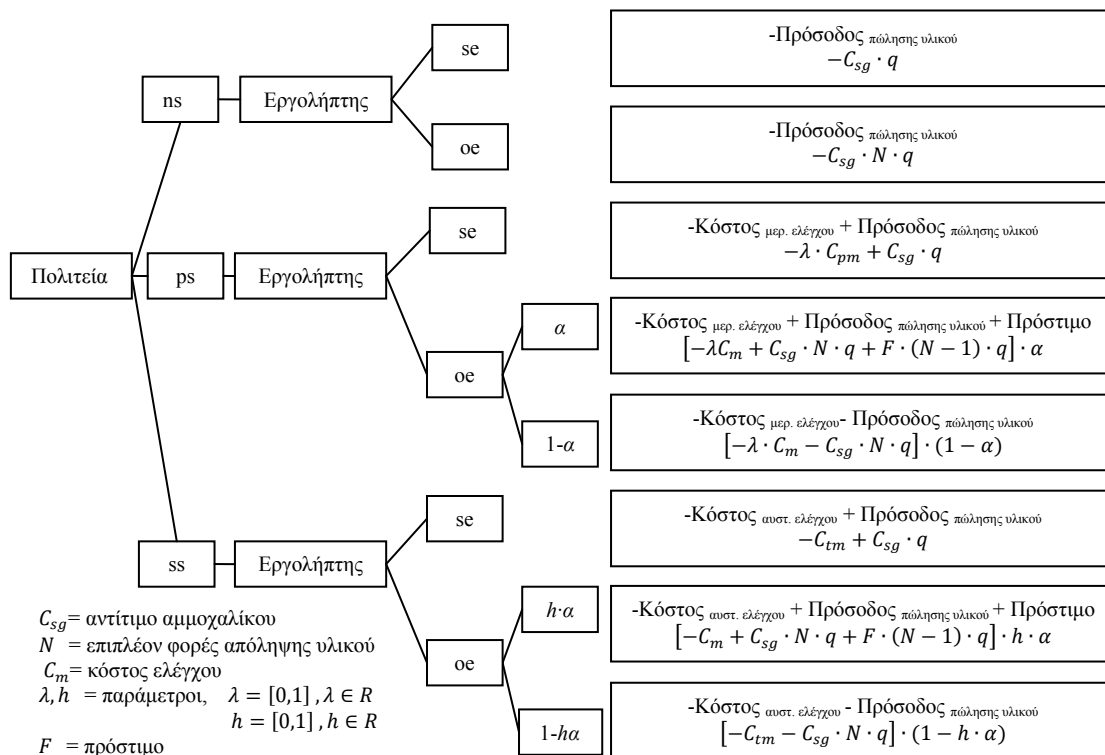 se
-Πρόσοδος πώλησης υλικού
−C_sg · q
ns
Εργολήπτης
oe
-Πρόσοδος πώλησης υλικού
−C_sg · N · q
se
-Κόστος μερ. ελέγχου + Πρόσοδος πώλησης υλικού
−λ · C_pm + C_sg · q
Πολιτεία
ps
Εργολήπτης
α
-Κόστος μερ. ελέγχου + Πρόσοδος πώλησης υλικού + Πρόστιμο
[−λC_m + C_sg · N · q + F · (N − 1) · q] · α
oe
1-α
-Κόστος μερ. ελέγχου- Πρόσοδος πώλησης υλικού
[−λ · C_m − C_sg · N · q] · (1 − α)
se
-Κόστος αυστ. ελέγχου + Πρόσοδος πώλησης υλικού
−C_tm + C_sg · q
ss
Εργολήπτης
h·α
-Κόστος αυστ. ελέγχου + Πρόσοδος πώλησης υλικού + Πρόστιμο
[−C_m + C_sg · N · q + F · (N − 1) · q] · h · α
oe
1-hα
-Κόστος αυστ. ελέγχου - Πρόσοδος πώλησης υλικού
[−C_tm − C_sg · N · q] · (1 − h · α)
C_sg= αντίτιμο αμμοχαλίκου
N = επιπλέον φορές απόληψης υλικού
C_m= κόστος ελέγχου
λ, h = παράμετροι, λ = [0,1] , λ ∈ R
h = [0,1] , h ∈ R
F = πρόστιμο